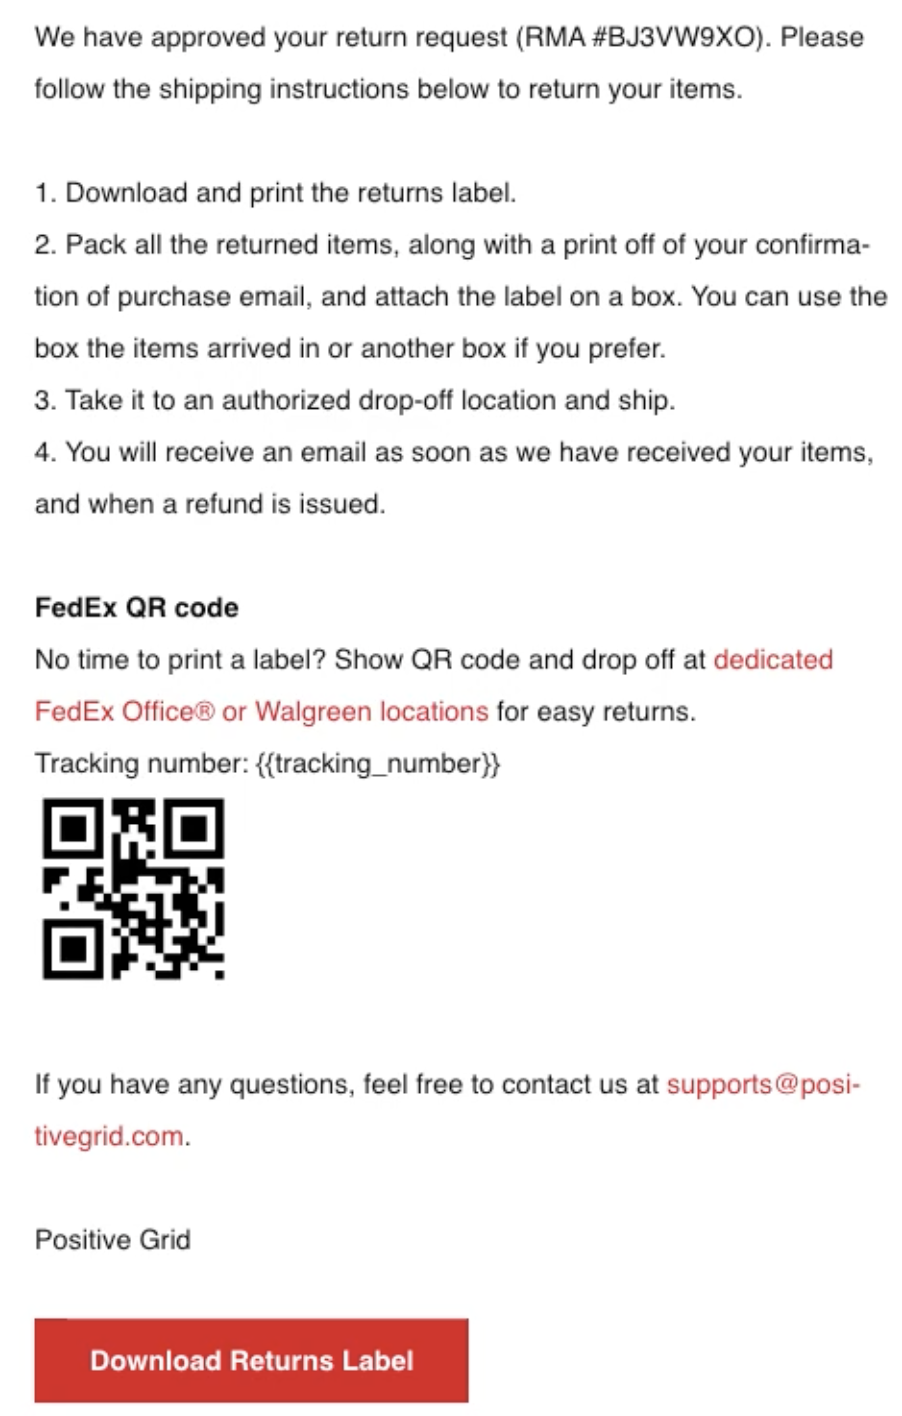 We have approved your return request (RMA #BJ3VW9XO). Please
follow the shipping instructions below to return your items.
1. Download and print the returns label.
2. Pack all the returned items, along with a print off of your confirma-
tion of purchase email, and attach the label on a box. You can use the
box the items arrived in or another box if you prefer.
3. Take it to an authorized drop-off location and ship.
4. You will receive an email as soon as we have received your items,
and when a refund is issued.
FedEx QR code
No time to print a label? Show QR code and drop off at dedicated
FedEx Office® or Walgreen locations for easy returns.
Tracking number: {{tracking_number}}
If you have any questions, feel free to contact us at supports@posi-
tivegrid.com.
Positive Grid
Download Returns Label